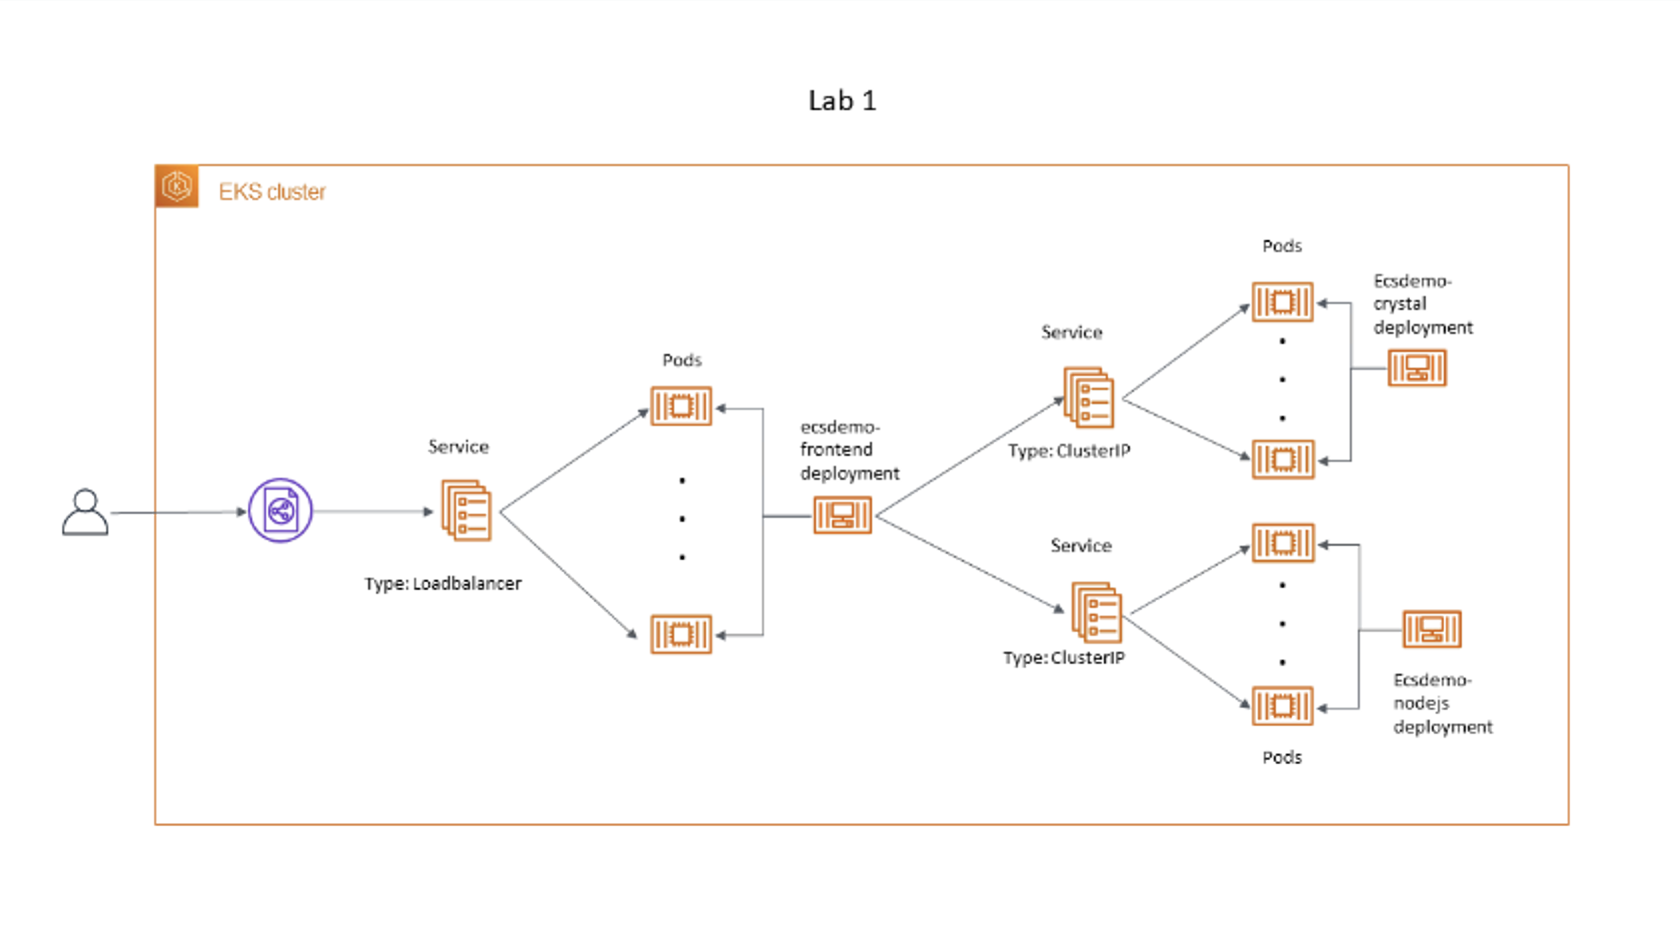 Lab 1
EKS cluster
Service
Type: Loadbalancer
Pods
ecsdemo-
frontend
deployment
Service
Type: ClusterIP
Pods
Ecsdemo-
crystal
deployment
Service
Type: ClusterIP
Ecsdemo-
nodejs
deployment
Pods